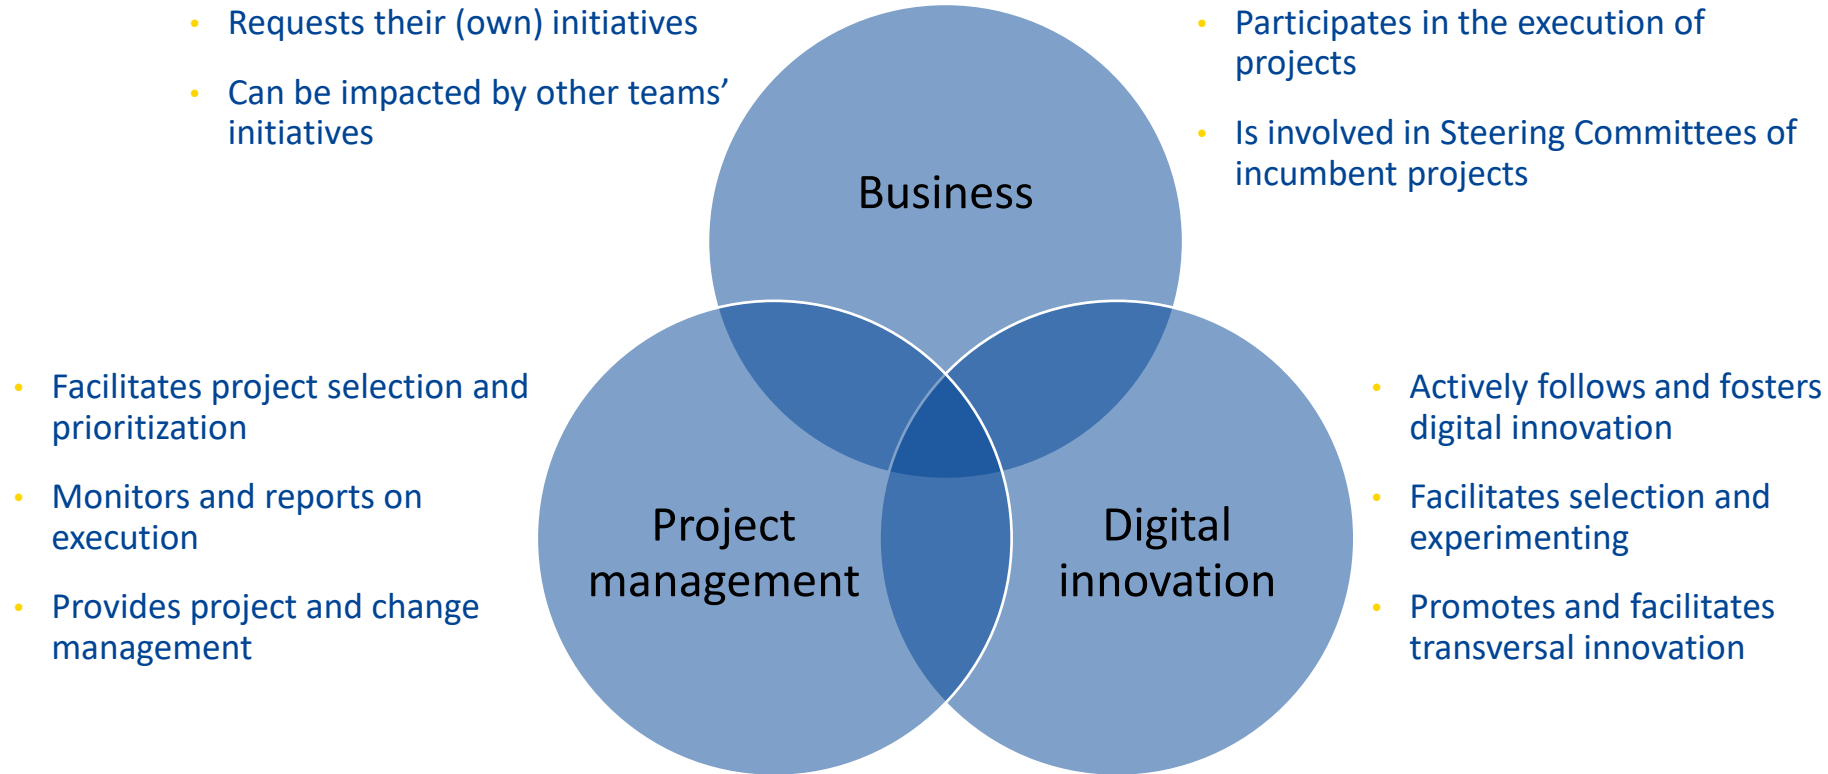 • Requests their (own) initiatives
• Can be impacted by other teams’
initiatives
• Participates in the execution of
projects
• Is involved in Steering Committees of
incumbent projects
Business
• Facilitates project selection and
prioritization
• Monitors and reports on
execution
• Provides project and change
management
Project
management
Digital
innovation
• Actively follows and fosters
digital innovation
• Facilitates selection and
experimenting
• Promotes and facilitates
transversal innovation